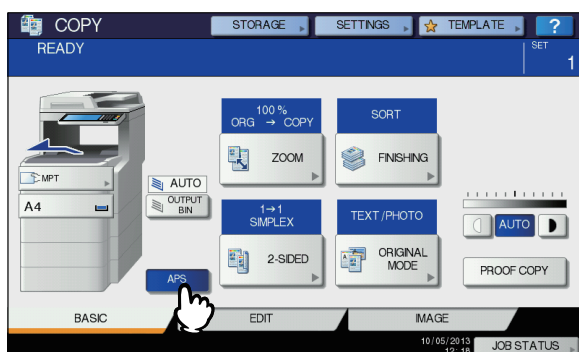 COPY
STORAGE
SETTINGS
TEMPLATE
?
READY
SET
1
100 %
ORG → COPY
SORT
ZOOM
FINISHING
MPT
A4
AUTO
OUTPUT
BIN
1→1
SIMPLEX
TEXT/PHOTO
2-SIDED
ORIGINAL
MODE
AUTO
PROOF COPY
APS
BASIC
EDIT
IMAGE
10/05/2013
12:18
JOB STATUS